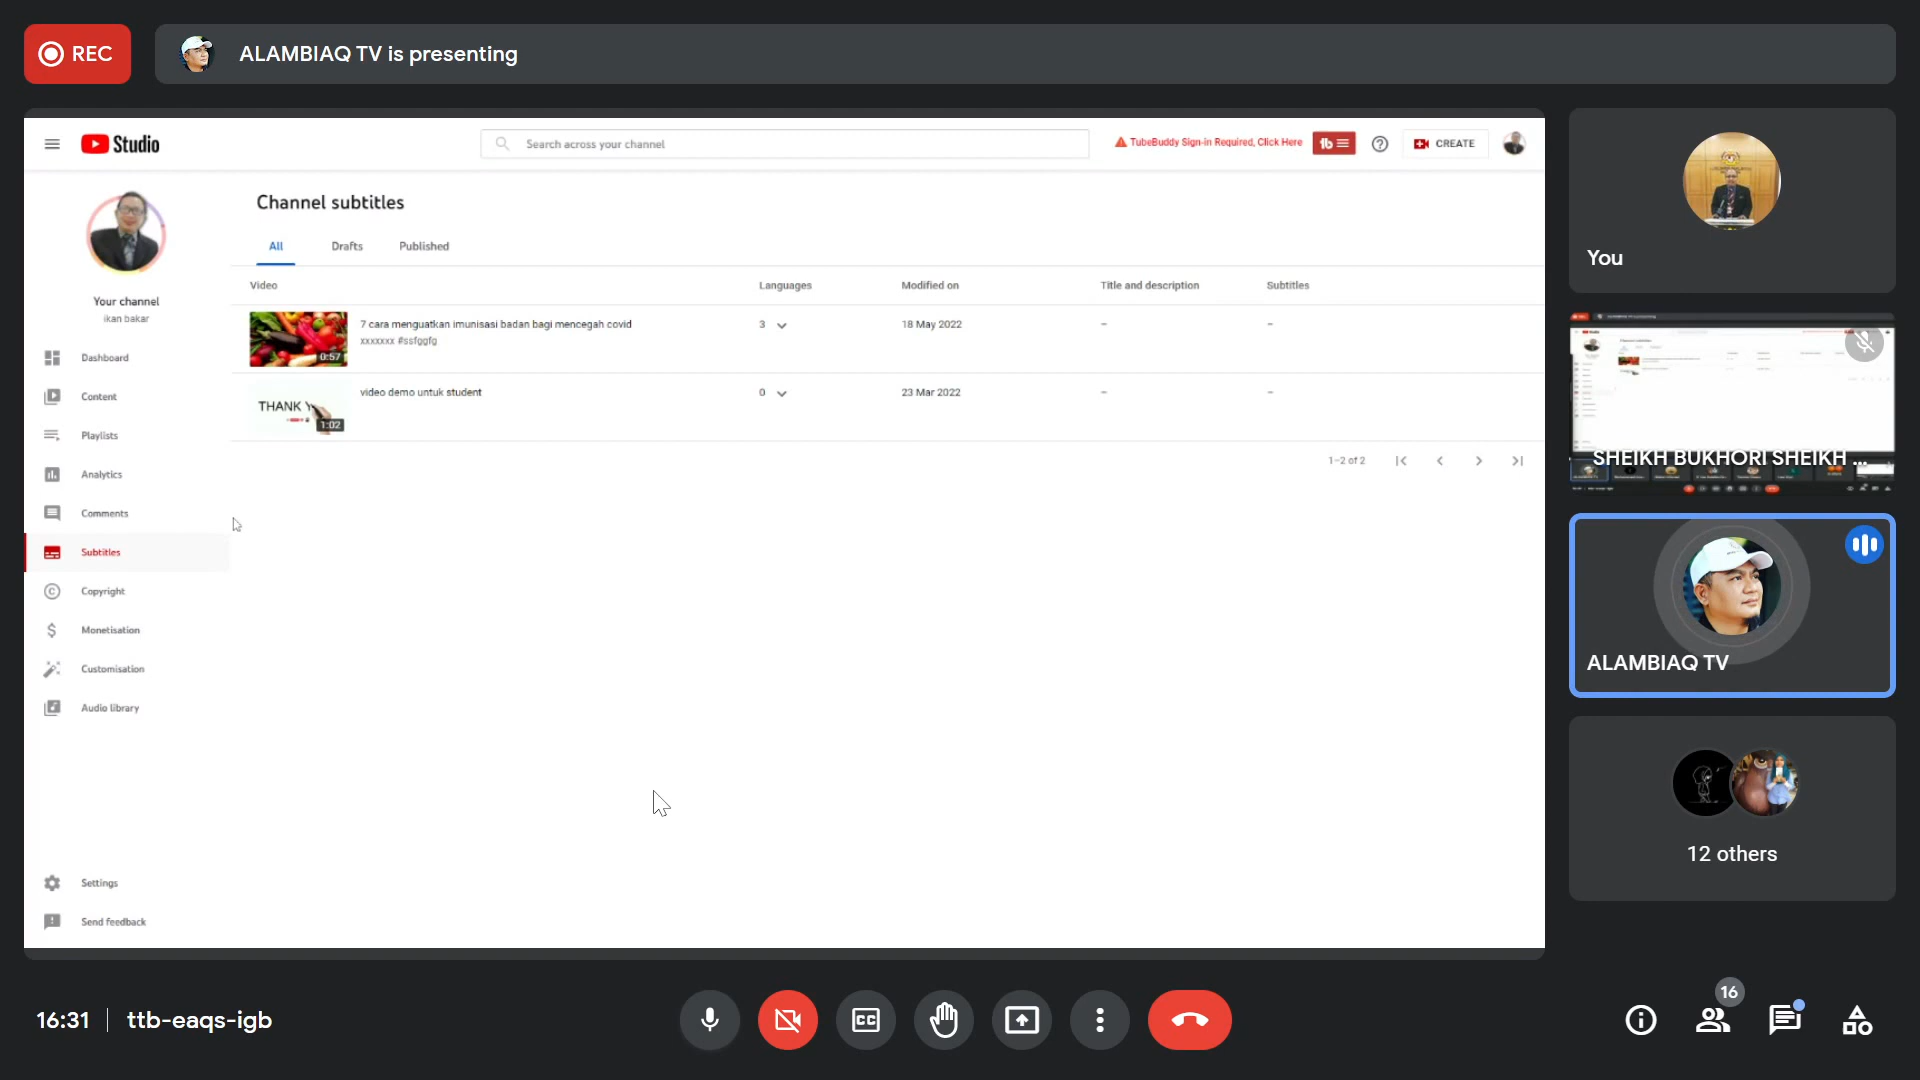 REC
ALAMBIAQ TV is presenting
Studio
Search across your channel
TubeBuddy Sign-in Required, Click Here
tb
CREATE
Your channel
ikan bakar
Dashboard
Content
Playlists
Analytics
Comments
Subtitles
Copyright
Monetisation
Customisation
Audio library
Settings
Send feedback
Channel subtitles
All Drafts Published
Video Languages Modified on Title and description Subtitles
7 cara menguatkan imunisasi badan bagi mencegah covid 3 18 May 2022 – –
xxxxxxx #ssfggfg
0:57
video demo untuk student 0 23 Mar 2022 – –
THANK Y
1:02
1–2 of 2
You
SHEIKH BUKHORI SHEIKH ...
ALAMBIAQ TV
12 others
16:31 ttb-eaqs-igb
CC
16